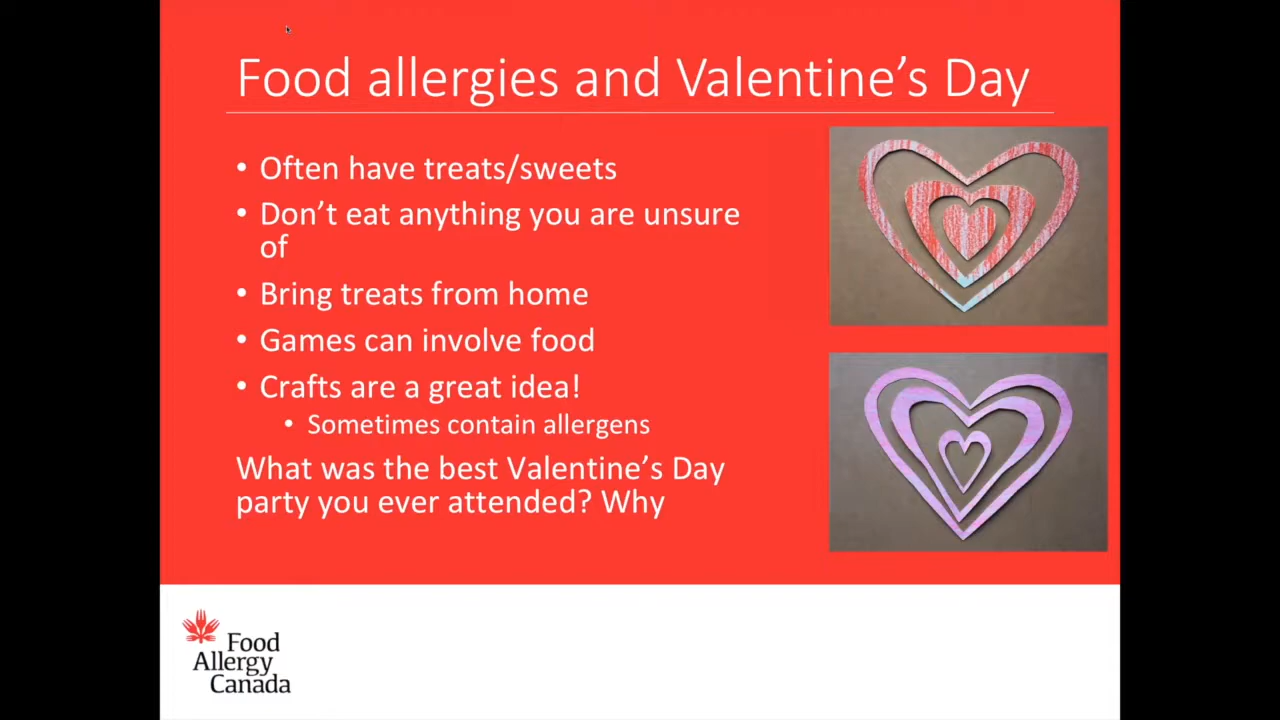 Food allergies and Valentine’s Day
• Often have treats/sweets
• Don’t eat anything you are unsure
of
• Bring treats from home
• Games can involve food
• Crafts are a great idea!
• Sometimes contain allergens
What was the best Valentine’s Day
party you ever attended? Why
Food
Allergy
Canada